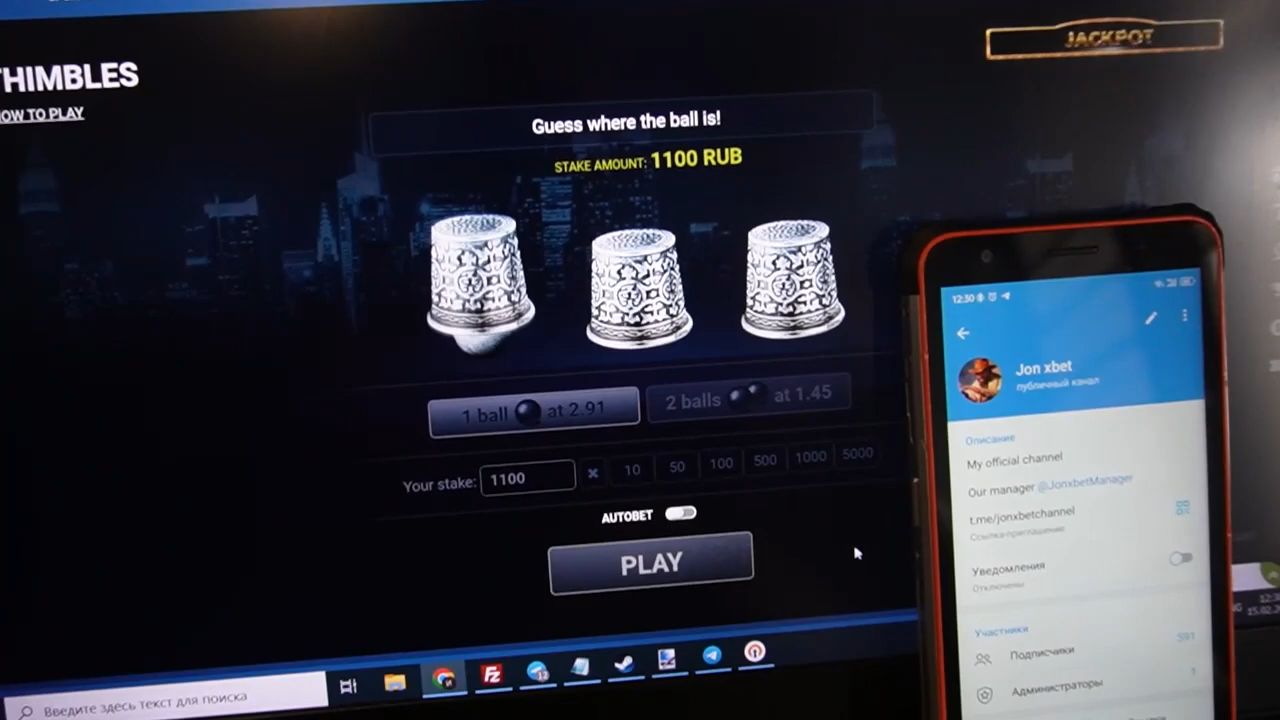 THIMBLES
HOW TO PLAY
JACKPOT
Guess where the ball is!
STAKE AMOUNT: 1100 RUB
1 ball at 2.91
2 balls at 1.45
Your stake: 1100
10 50 100 500 1000 5000
AUTOBET
PLAY
Введите здесь текст для поиска
12:30
Jon xbet
публичный канал
Описание
My official channel
Our manager @JonxbetManager
t.me/jonxbetchannel
Ссылка-приглашение
Уведомления
Отключены
Участники
Подписчики 591
Администраторы 1